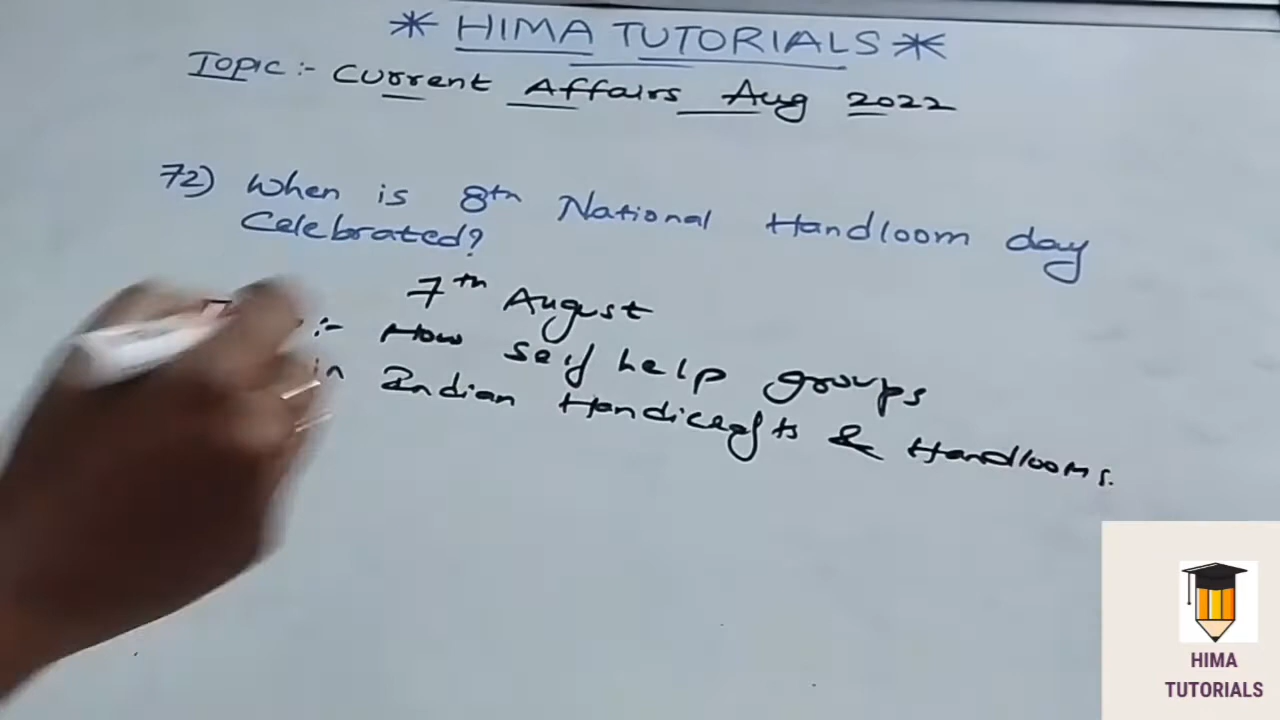 * HIMA TUTORIALS *
Topic:- Current Affairs Aug 2022
72) When is 8th National Handloom day
Celebrated?
7th August
:- How self help groups
in Indian Handicrafts & Handlooms.
HIMA
TUTORIALS